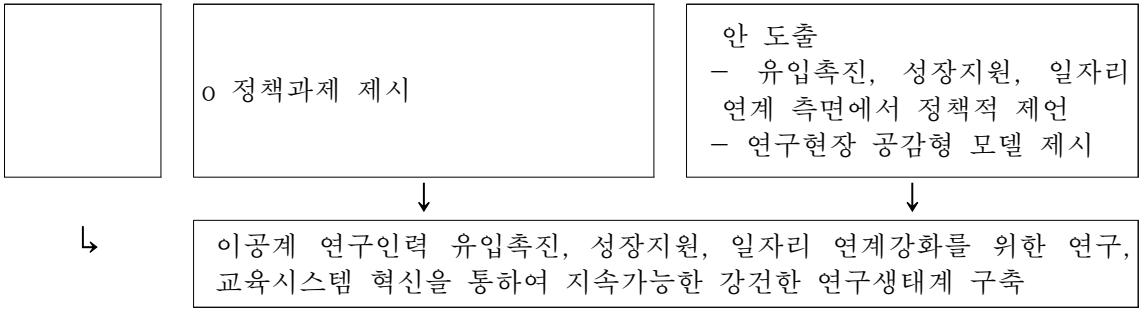 o 정책과제 제시
안 도출
- 유입촉진, 성장지원, 일자리
연계 측면에서 정책적 제언
- 연구현장 공감형 모델 제시
이공계 연구인력 유입촉진, 성장지원, 일자리 연계강화를 위한 연구,
교육시스템 혁신을 통하여 지속가능한 강건한 연구생태계 구축